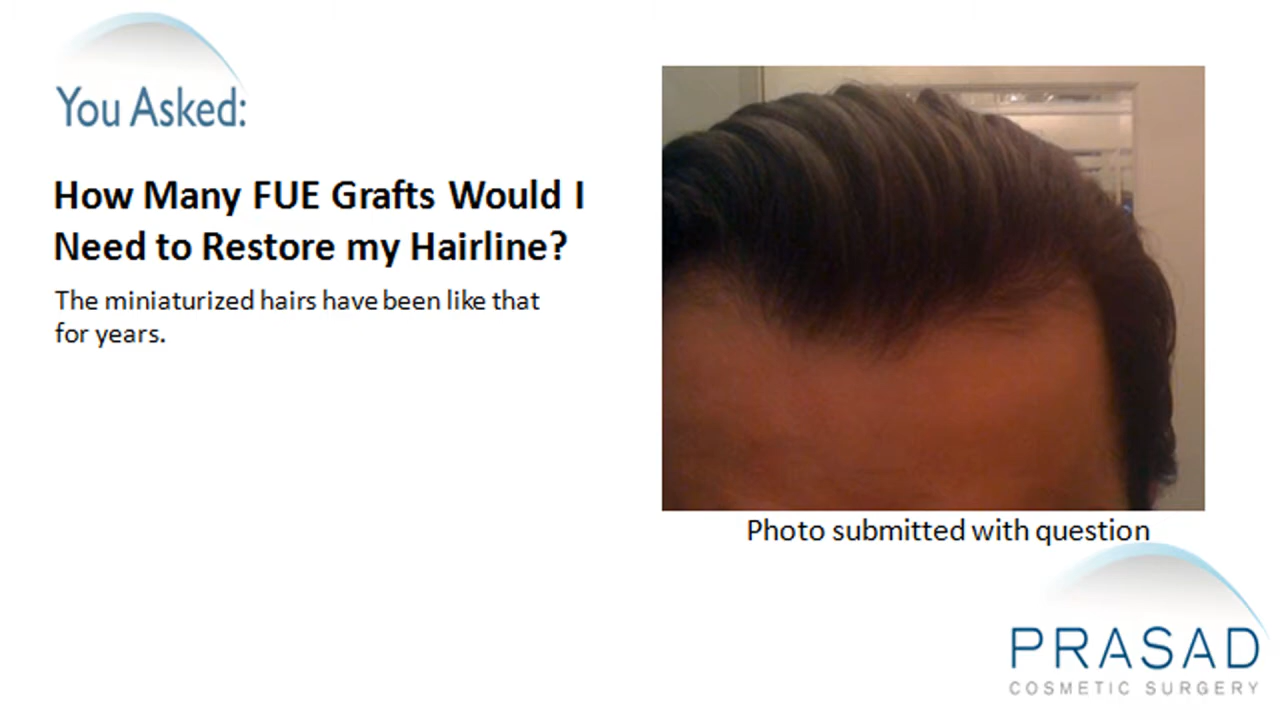 You Asked:
How Many FUE Grafts Would I
Need to Restore my Hairline?
The miniaturized hairs have been like that
for years.
Photo submitted with question
PRASAD
COSMETIC SURGERY